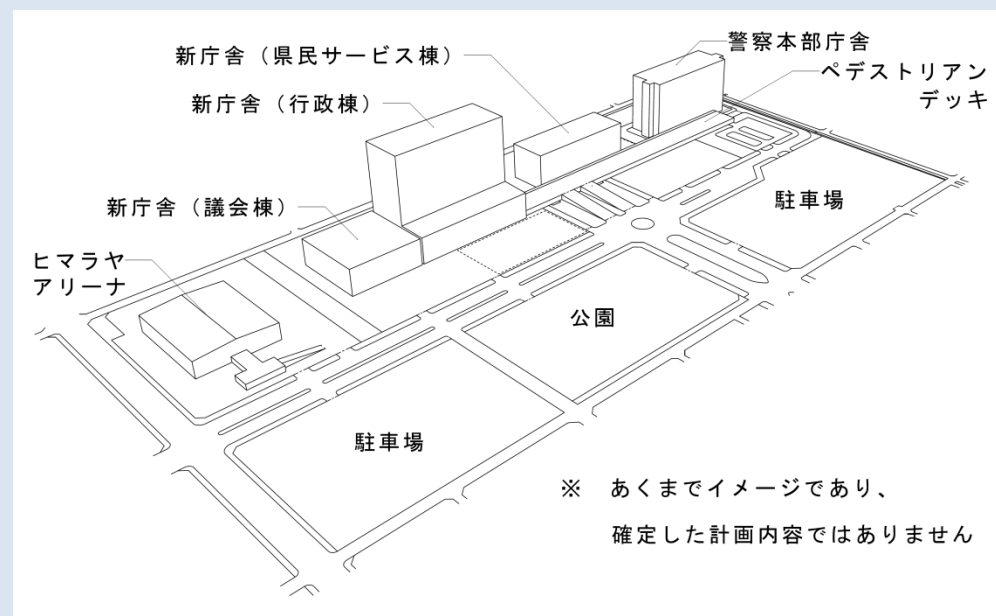 警察本部庁舎
新庁舎（県民サービス棟）
ペデストリアン
デッキ
新庁舎（行政棟）
駐車場
新庁舎（議会棟）
ヒマラヤ
アリーナ
公園
駐車場
※　あくまでイメージであり、
確定した計画内容ではありません